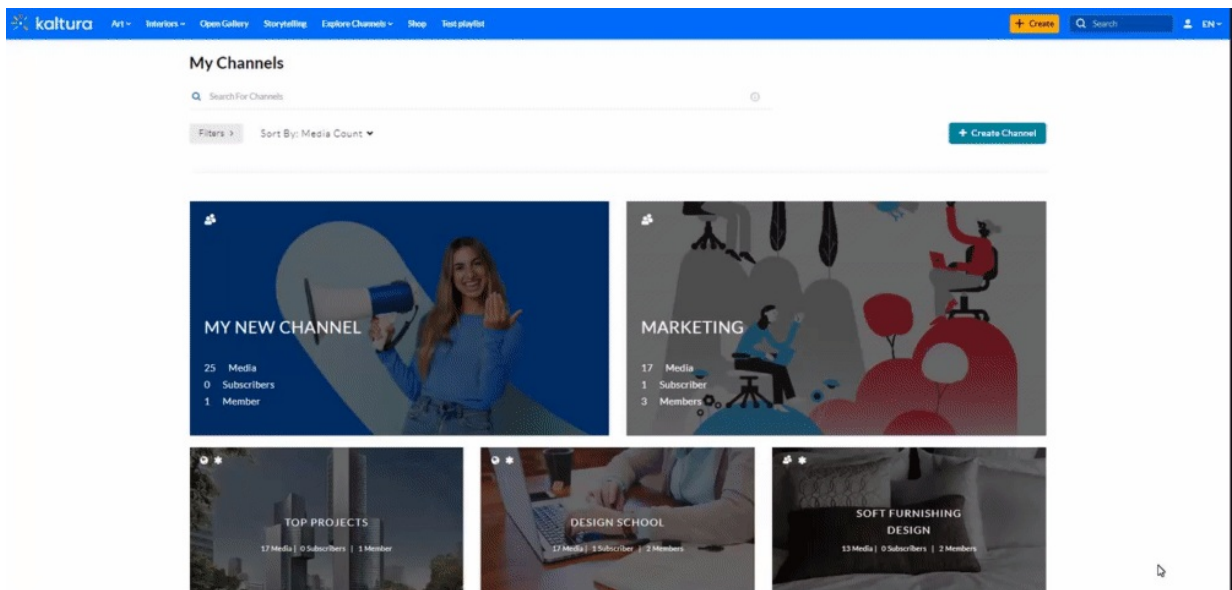 kaltura Art Interiors Open Gallery Storytelling Explore Channels Shop Test playlist + Create Search EN
My Channels
Search For Channels
Filters > Sort By: Media Count
+ Create Channel
MY NEW CHANNEL
25 Media
0 Subscribers
1 Member
MARKETING
17 Media
1 Subscriber
3 Members
TOP PROJECTS
17 Media | 0 Subscribers | 1 Member
DESIGN SCHOOL
17 Media | 1 Subscriber | 2 Members
SOFT FURNISHING
DESIGN
13 Media | 0 Subscribers | 2 Members